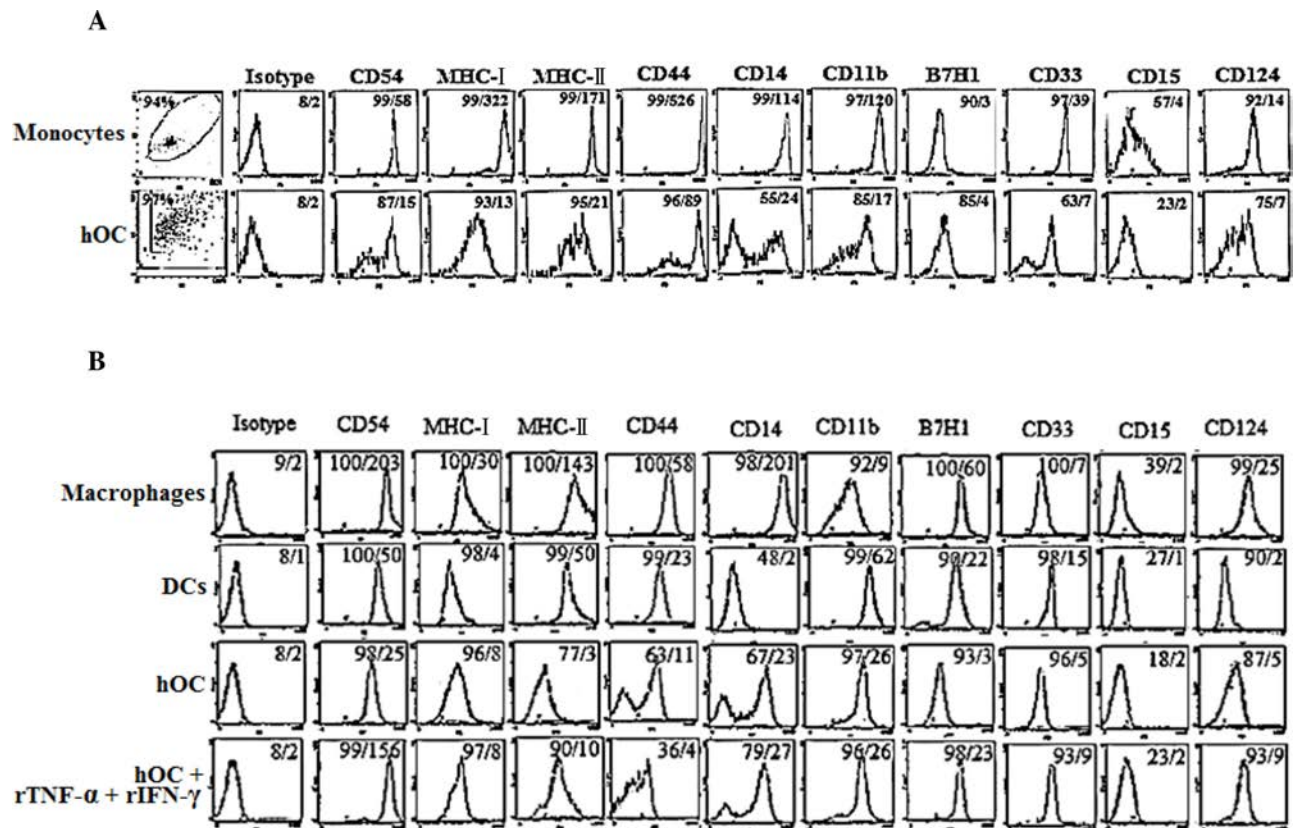 A
Isotype CD54 MHC-I MHC-II CD44 CD14 CD11b B7H1 CD33 CD15 CD124
Monocytes 94% 8/2 99/58 99/322 99/171 99/526 99/114 97/120 90/3 97/39 57/4 92/14
hOC 97% 8/2 87/15 93/13 95/21 96/89 55/24 85/17 85/4 63/7 23/2 75/7
B
Isotype CD54 MHC-I MHC-II CD44 CD14 CD11b B7H1 CD33 CD15 CD124
Macrophages 9/2 100/203 100/30 100/143 100/58 98/201 92/9 100/60 100/7 39/2 99/25
DCs 8/1 100/50 98/4 99/50 99/23 48/2 99/62 90/22 98/15 27/1 90/2
hOC 8/2 98/25 96/8 77/3 63/11 67/23 97/26 93/3 96/5 18/2 87/5
hOC +
rTNF-α + rIFN-γ 8/2 99/156 97/8 90/10 36/4 79/27 96/26 98/23 93/9 23/2 93/9